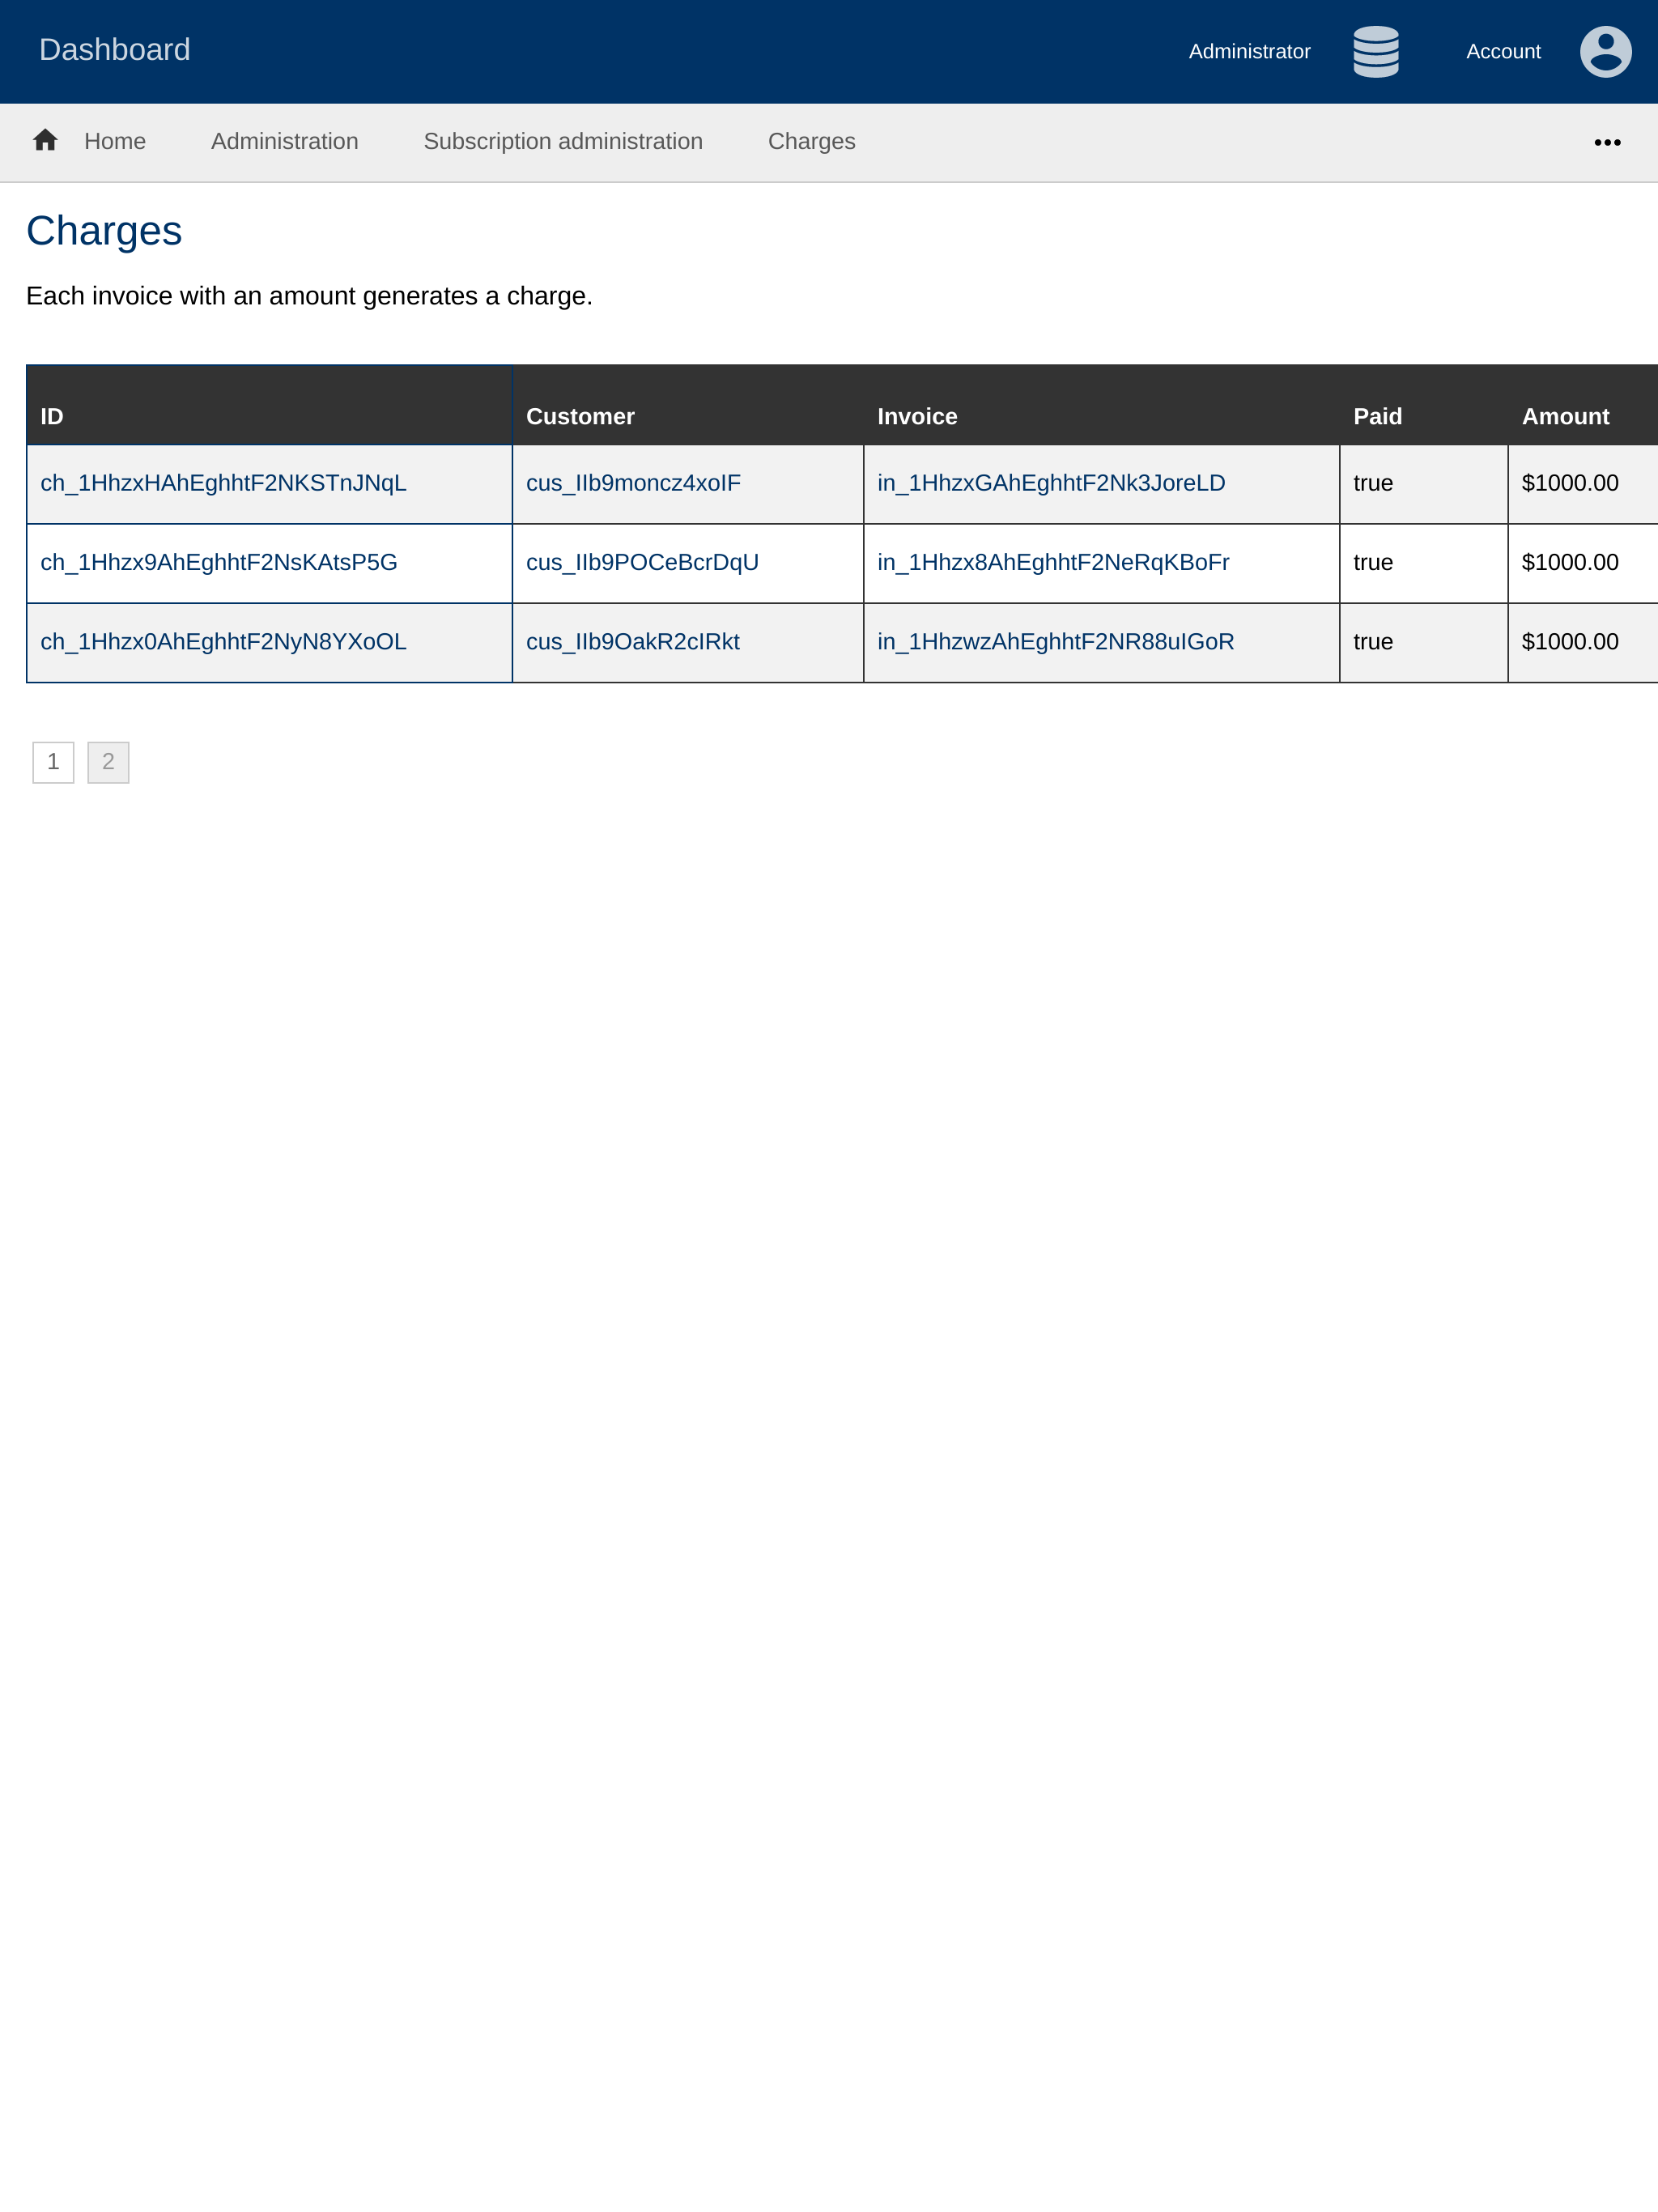 Dashboard Administrator Account
Home Administration Subscription administration Charges
Charges
Each invoice with an amount generates a charge.
ID Customer Invoice Paid Amount
ch_1HhzxHAhEghhtF2NKSTnJNqL cus_IIb9moncz4xoIF in_1HhzxGAhEghhtF2Nk3JoreLD true $1000.00
ch_1Hhzx9AhEghhtF2NsKAtsP5G cus_IIb9POCeBcrDqU in_1Hhzx8AhEghhtF2NeRqKBoFr true $1000.00
ch_1Hhzx0AhEghhtF2NyN8YXoOL cus_IIb9OakR2cIRkt in_1HhzwzAhEghhtF2NR88uIGoR true $1000.00
1 2